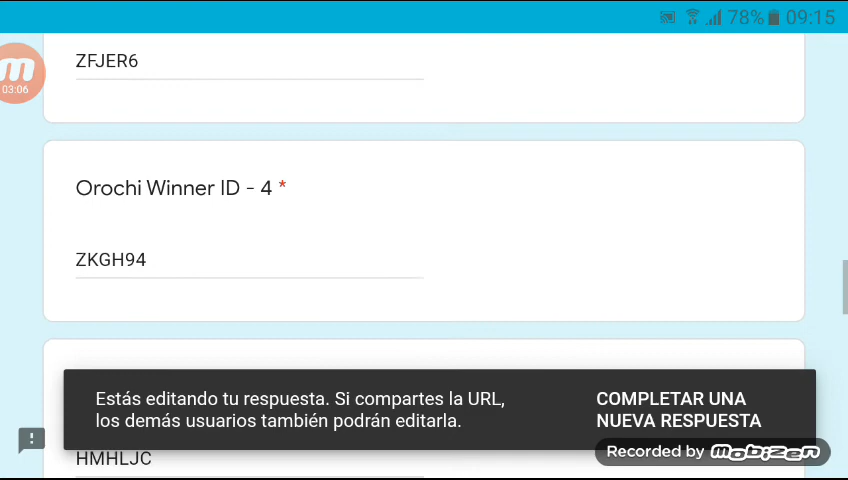 78% 09:15
03:06
ZFJER6
Orochi Winner ID - 4 *
ZKGH94
Estás editando tu respuesta. Si compartes la URL,
los demás usuarios también podrán editarla.
COMPLETAR UNA
NUEVA RESPUESTA
HMHLJC
Recorded by mobizen